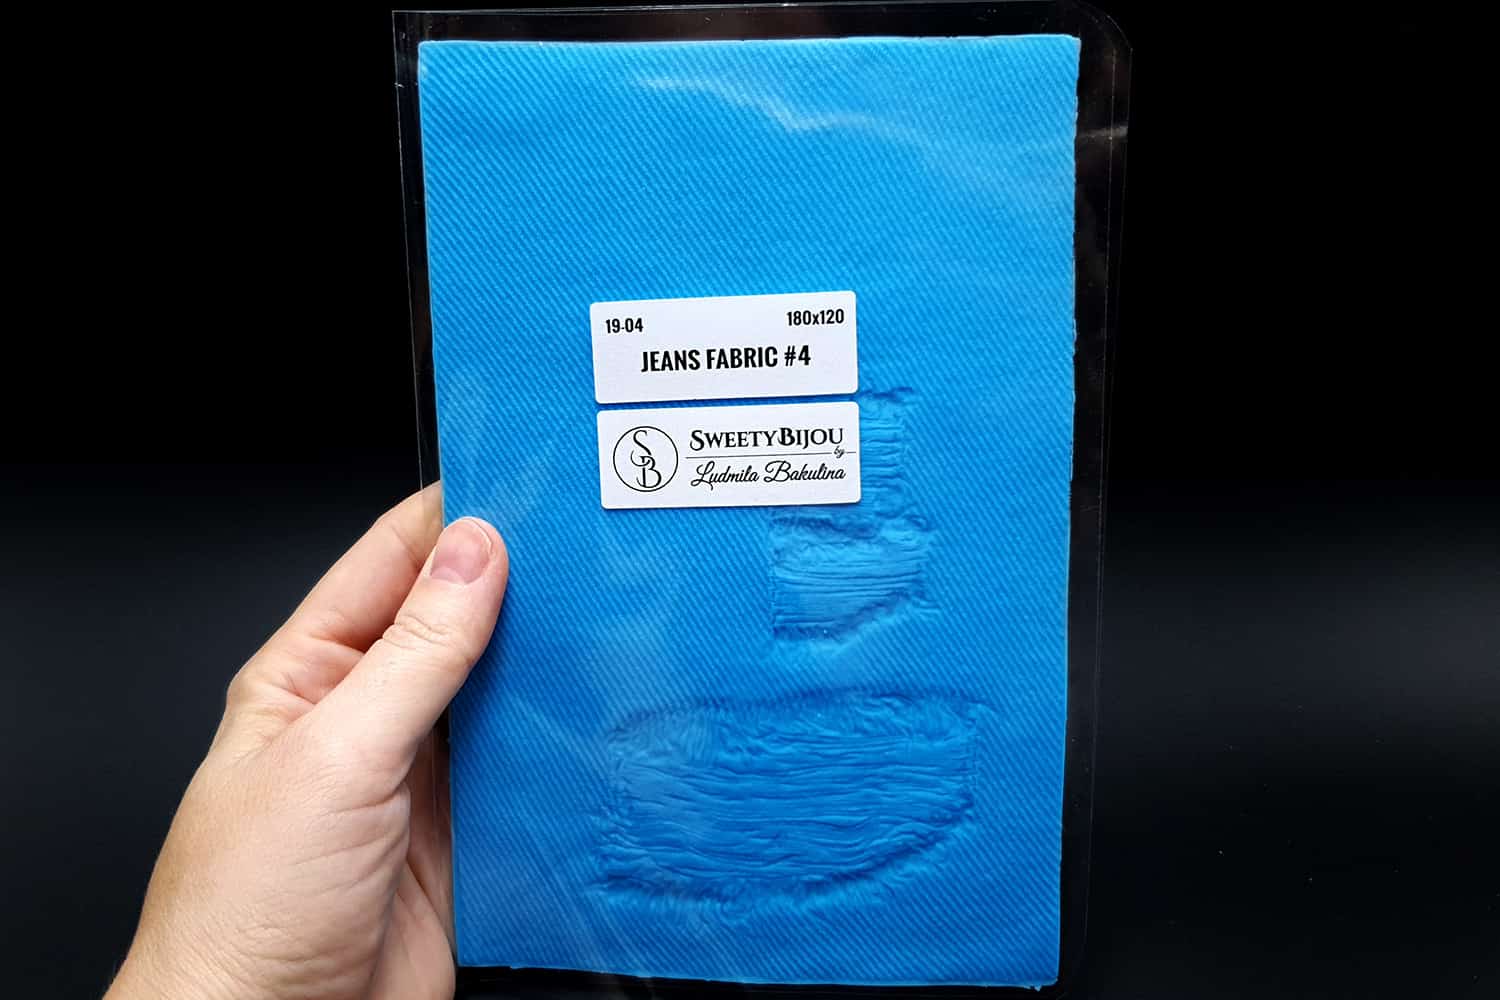 19-04 180x120
JEANS FABRIC #4
SB
SWEETYBIJOU
by
Ludmila Bakulina